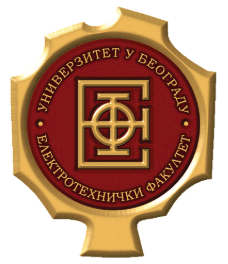 УНИВЕРЗИТЕТ У БЕОГРАДУ
ЕЛЕКТРОТЕХНИЧКИ ФАКУЛТЕТ